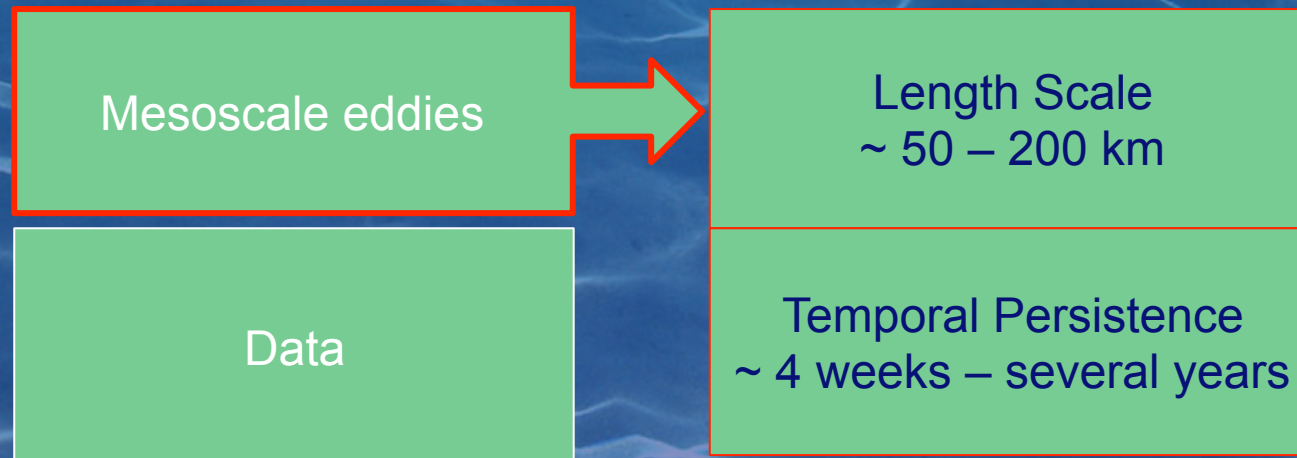 Mesoscale eddies
Length Scale
~ 50 – 200 km
Data
Temporal Persistence
~ 4 weeks – several years